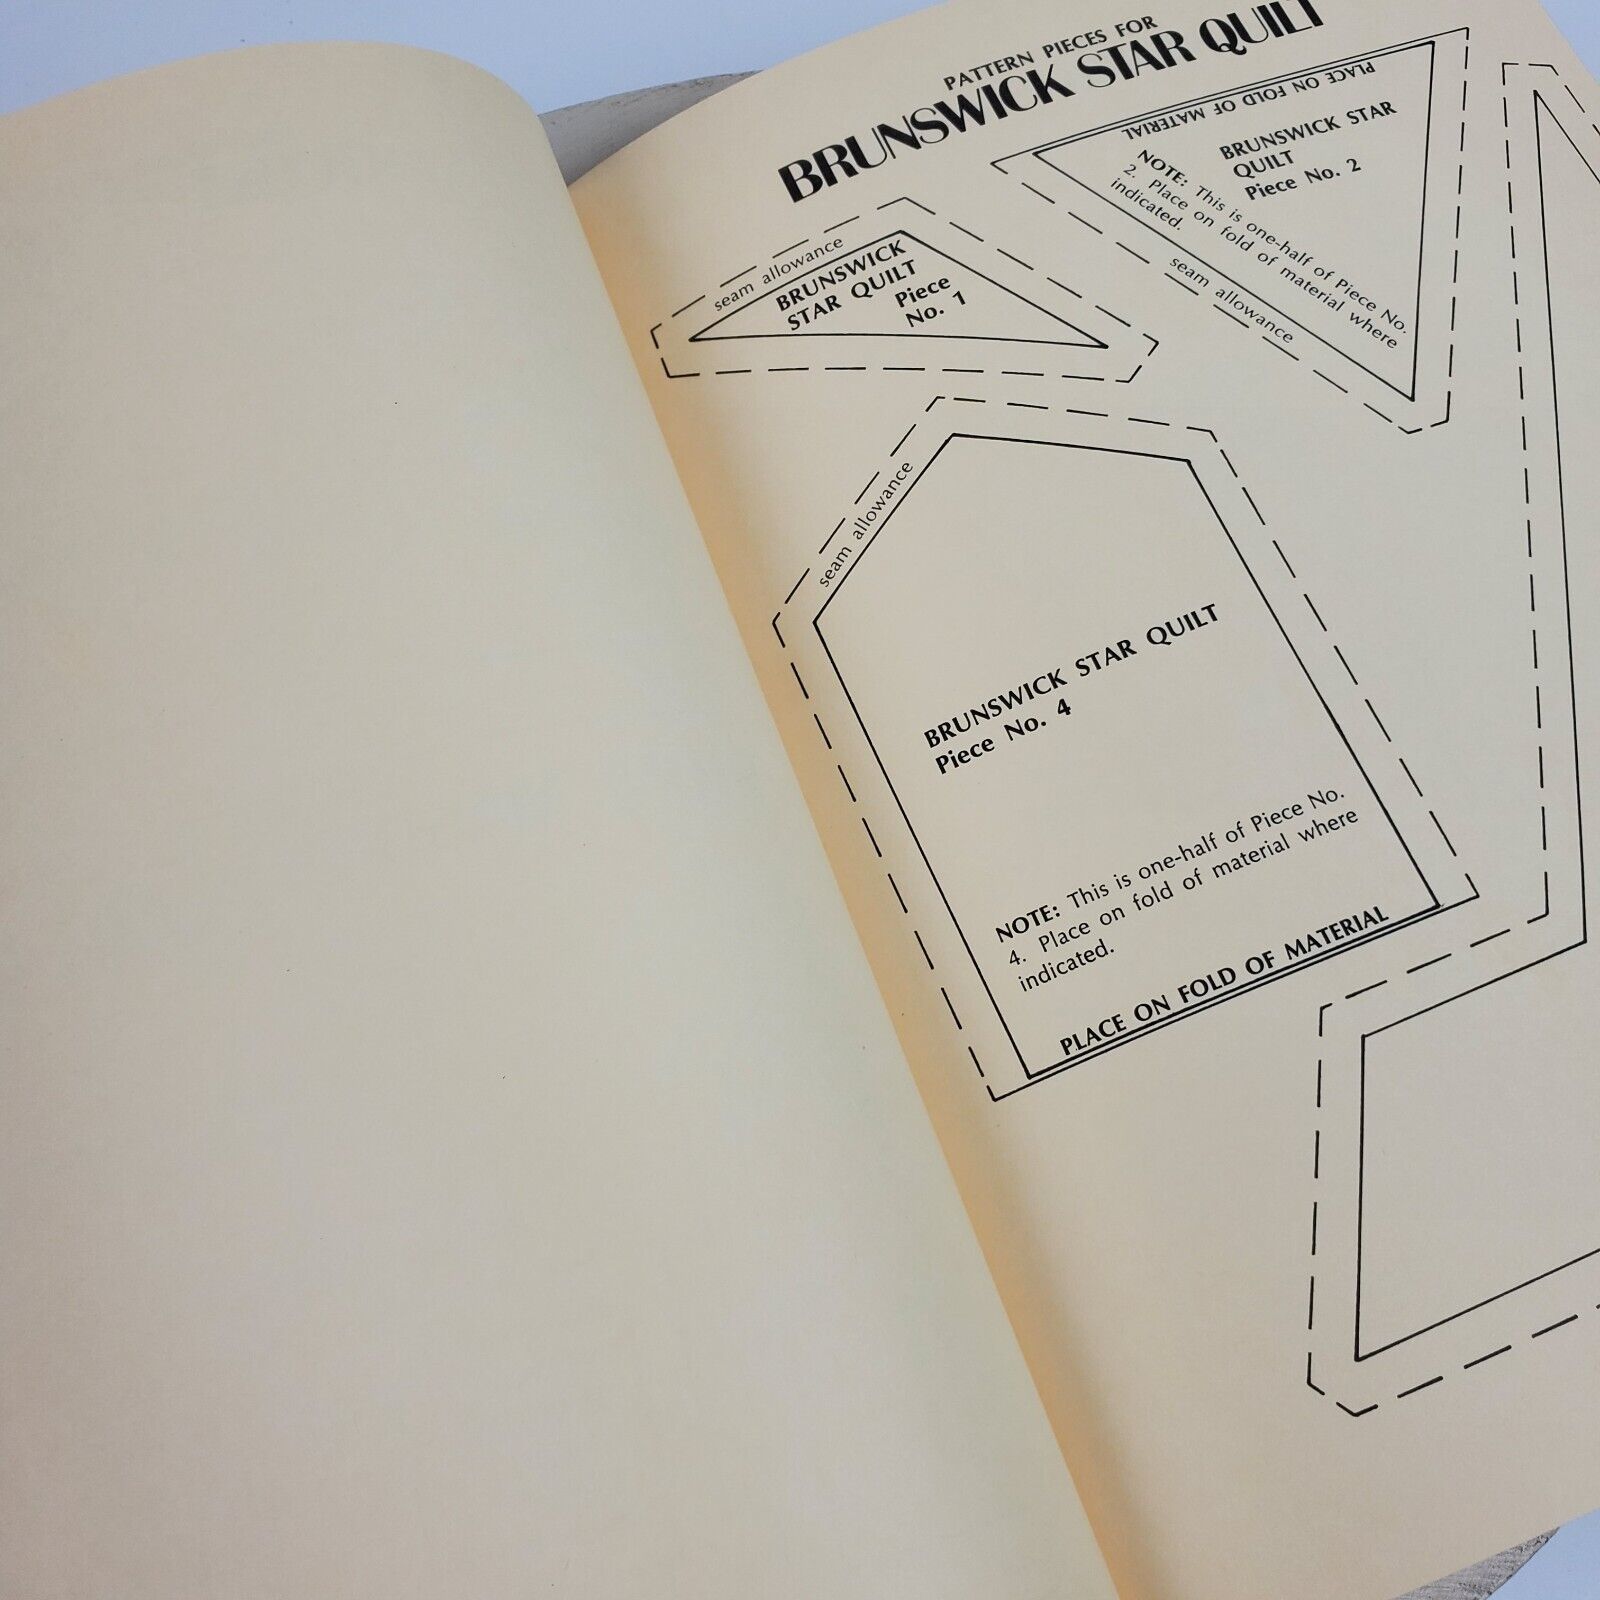 PATTERN PIECES FOR
BRUNSWICK STAR QUILT
seam allowance
BRUNSWICK
STAR QUILT
Piece
No. 1
PLACE ON FOLD OF MATERIAL
BRUNSWICK STAR
QUILT
Piece No. 2
NOTE: This is one-half of Piece No.
2. Place on fold of material where
indicated.
seam allowance
seam allowance
BRUNSWICK STAR QUILT
Piece No. 4
NOTE: This is one-half of Piece No.
4. Place on fold of material where
indicated.
PLACE ON FOLD OF MATERIAL